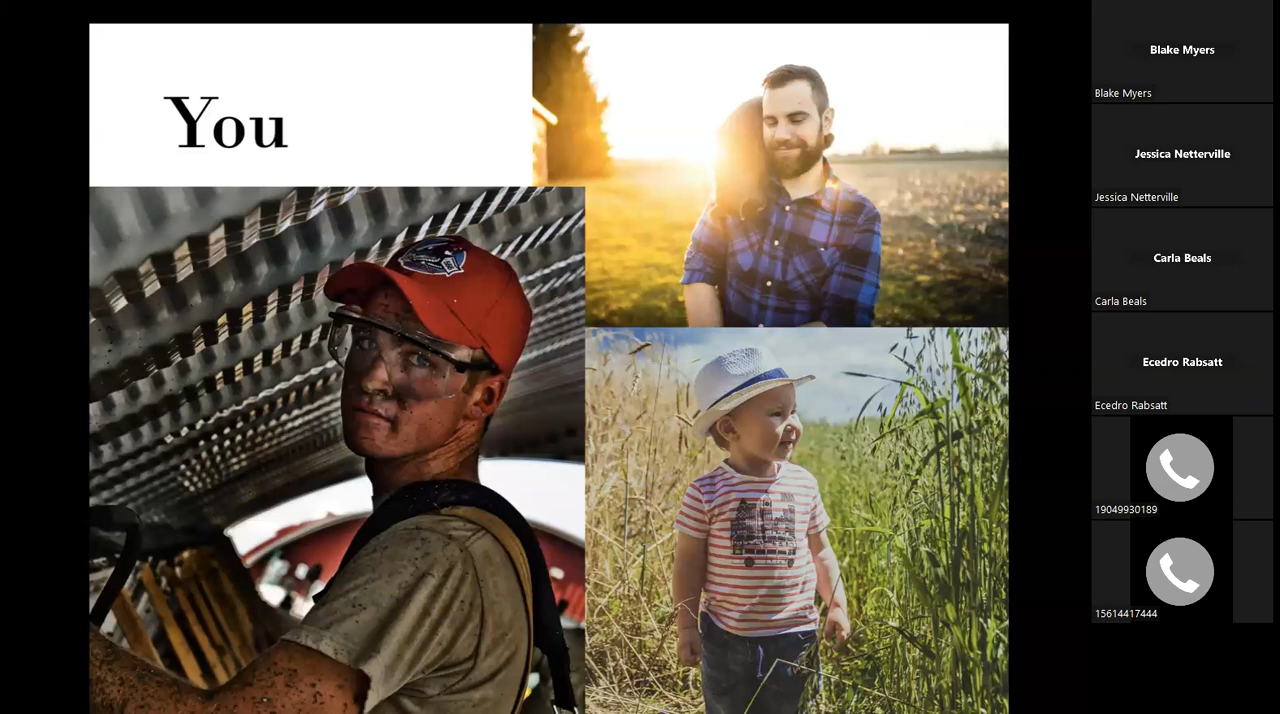 You
Blake Myers
Blake Myers
Jessica Netterville
Jessica Netterville
Carla Beals
Carla Beals
Ecedro Rabsatt
Ecedro Rabsatt
19049930189
15614417444